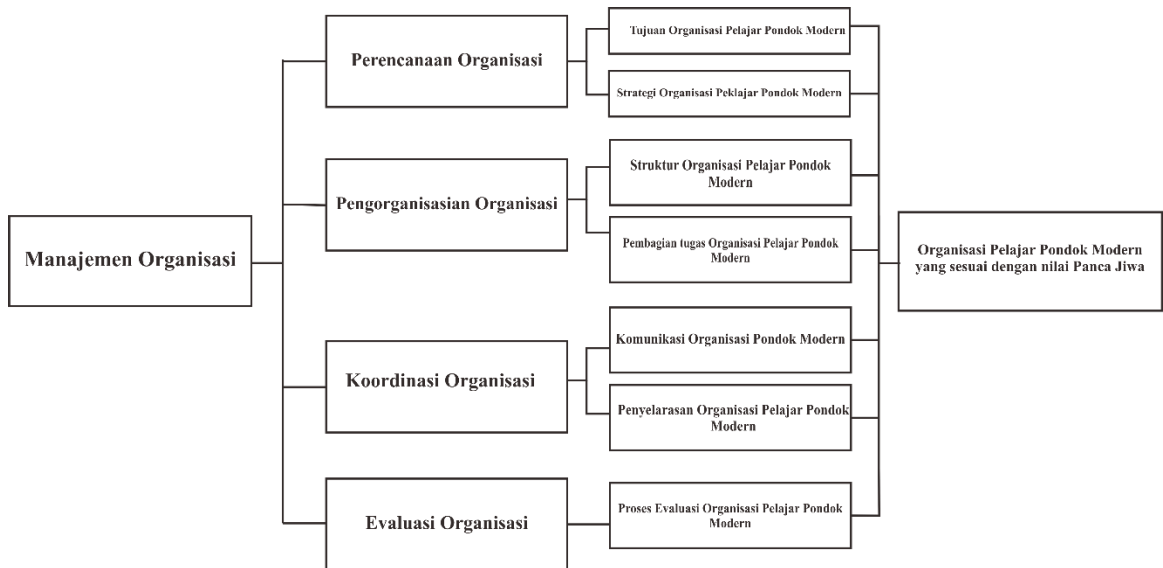 Manajemen Organisasi
Perencanaan Organisasi
Tujuan Organisasi Pelajar Pondok Modern
Strategi Organisasi Peklajar Pondok Modern
Pengorganisasian Organisasi
Struktur Organisasi Pelajar Pondok
Modern
Pembagian tugas Organisasi Pelajar Pondok
Modern
Koordinasi Organisasi
Komunikasi Organisasi Pondok Modern
Penyelarasan Organisasi Pelajar Pondok
Modern
Evaluasi Organisasi
Proses Evaluasi Organisasi Pelajar Pondok
Modern
Organisasi Pelajar Pondok Modern
yang sesuai dengan nilai Panca Jiwa